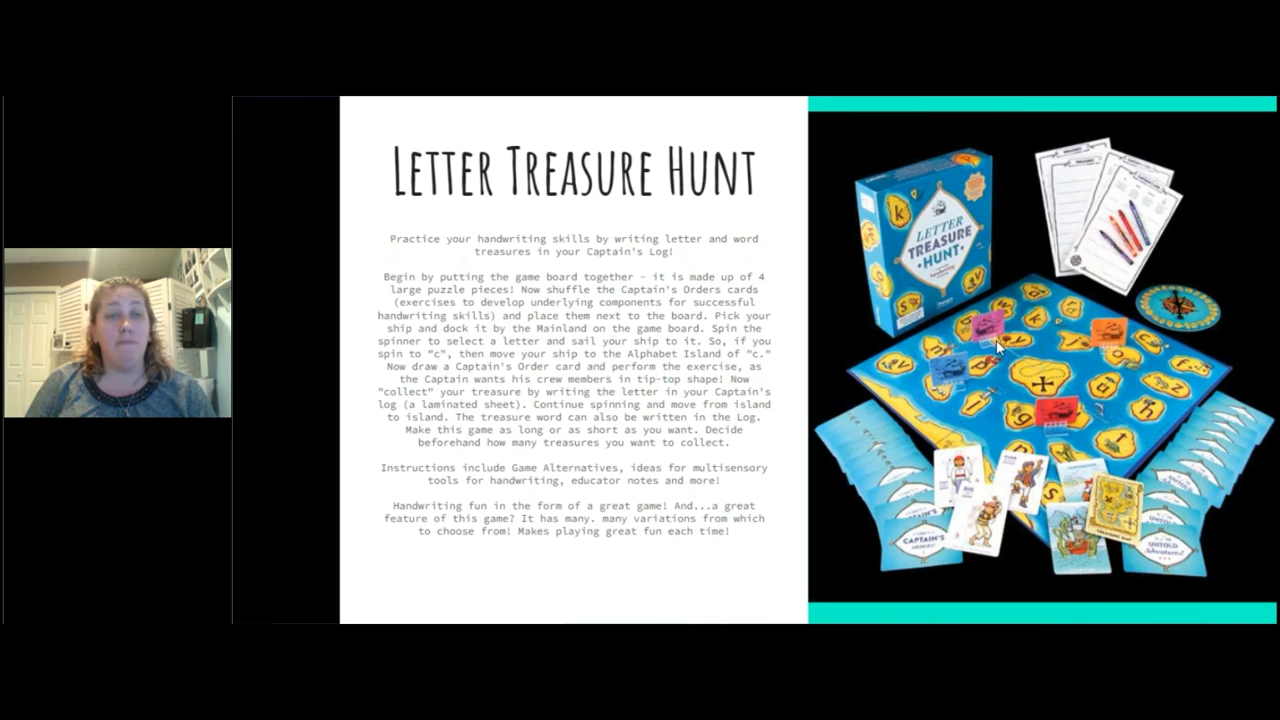 LETTER TREASURE HUNT
Practice your handwriting skills by writing letter and word
treasures in your Captain's Log!
Begin by putting the game board together - it is made up of 4
large puzzle pieces! Now shuffle the Captain's Orders cards
(exercises to develop underlying components for successful
handwriting skills) and place them next to the board. Pick your
ship and dock it by the Mainland on the game board. Spin the
spinner to select a letter and sail your ship to it. So, if you
spin to "c", then move your ship to the Alphabet Island of "c."
Now draw a Captain's Order card and perform the exercise, as
the Captain wants his crew members in tip-top shape! Now
"collect" your treasure by writing the letter in your Captain's
log (a laminated sheet). Continue spinning and move from island
to island. The treasure word can also be written in the Log.
Make this game as long or as short as you want. Decide
beforehand how many treasures you want to collect.
Instructions include Game Alternatives, ideas for multisensory
tools for handwriting, educator notes and more!
Handwriting fun in the form of a great game! And...a great
feature of this game? It has many. many variations from which
to choose from! Makes playing great fun each time!
k
LETTER
TREASURE
HUNT
s
v
k
g
h
t
z
s
TREASURE MAP
CAPTAIN'S
The UNTOLD
Adventures!